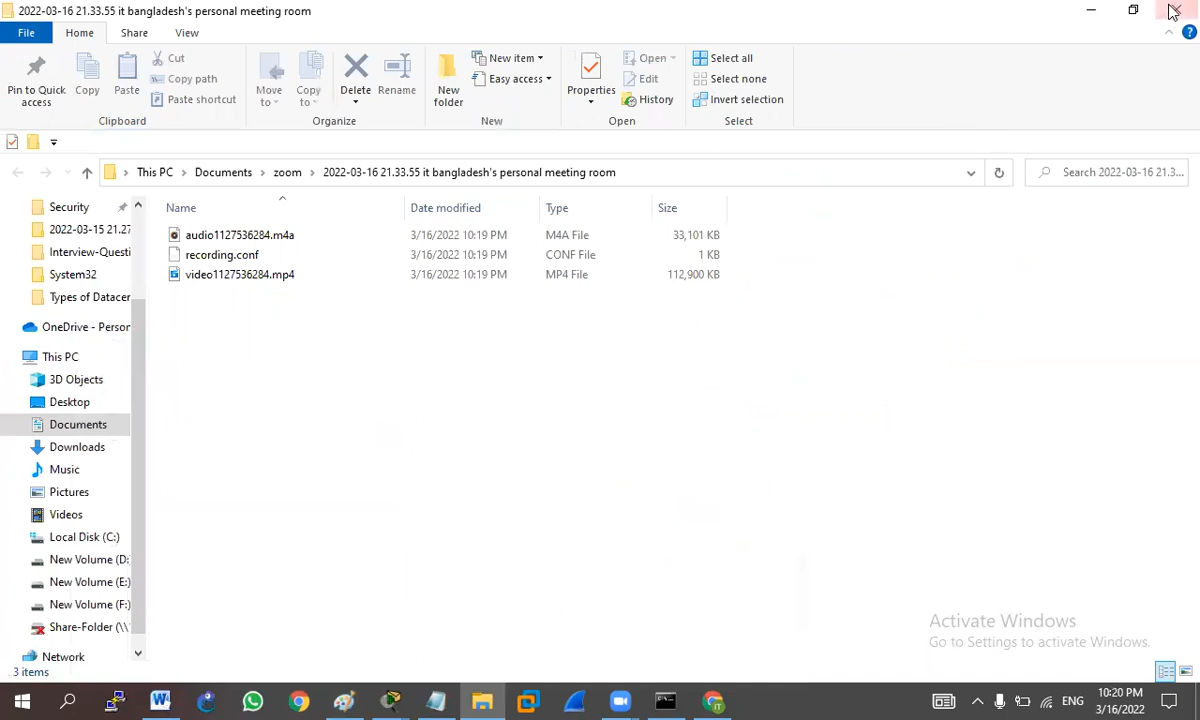 2022-03-16 21.33.55 it bangladesh's personal meeting room
File Home Share View
Pin to Quick access
Copy
Paste
Cut
Copy path
Paste shortcut
Clipboard
Move to
Copy to
Delete
Rename
Organize
New folder
New item
Easy access
New
Properties
Open
Edit
History
Open
Select all
Select none
Invert selection
Select
This PC Documents zoom 2022-03-16 21.33.55 it bangladesh's personal meeting room
Search 2022-03-16 21.3...
Security
2022-03-15 21.27
Interview-Questi
System32
Types of Datacer
OneDrive - Person
This PC
3D Objects
Desktop
Documents
Downloads
Music
Pictures
Videos
Local Disk (C:)
New Volume (D:
New Volume (E:)
New Volume (F:)
Share-Folder (\\
Network
Name Date modified Type Size
audio1127536284.m4a 3/16/2022 10:19 PM M4A File 33,101 KB
recording.conf 3/16/2022 10:19 PM CONF File 1 KB
video1127536284.mp4 3/16/2022 10:19 PM MP4 File 112,900 KB
Activate Windows
Go to Settings to activate Windows.
3 items
ENG
10:20 PM
3/16/2022